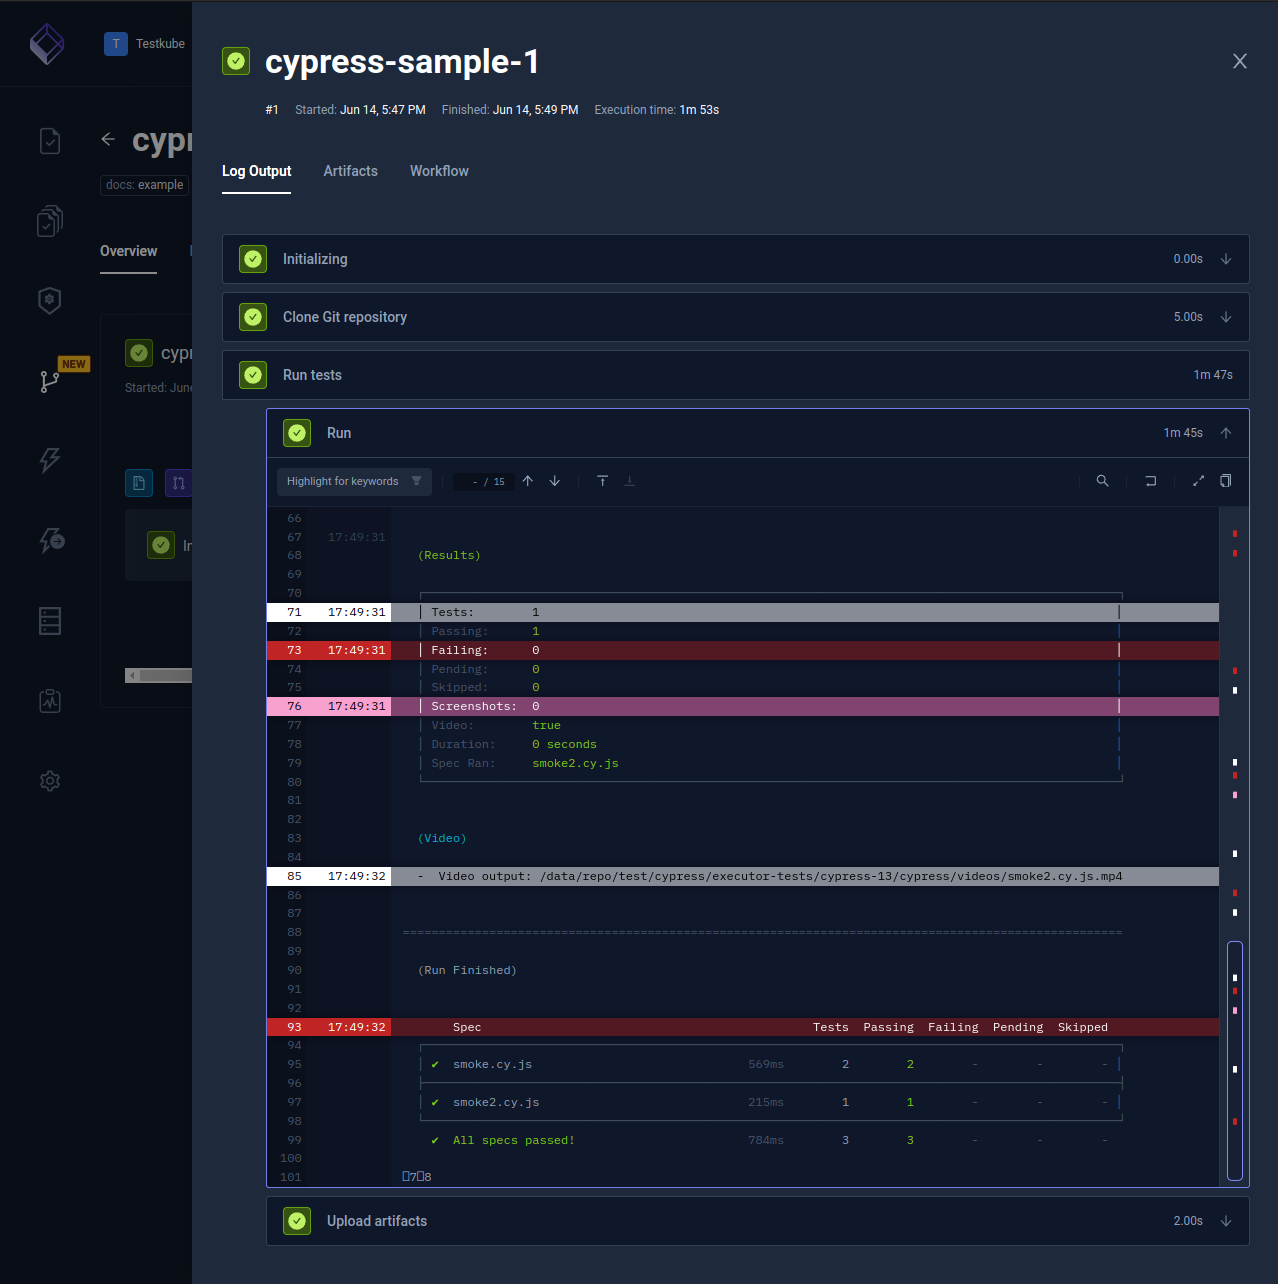 T Testkube
cypress-sample-1
#1 Started: Jun 14, 5:47 PM Finished: Jun 14, 5:49 PM Execution time: 1m 53s
cypr
docs: example
Log Output Artifacts Workflow
Overview
Initializing 0.00s
Clone Git repository 5.00s
cypr
NEW
Run tests 1m 47s
Started: June
Run 1m 45s
Highlight for keywords - / 15
66
67 17:49:31
68 (Results)
69
70
71 17:49:31 Tests: 1
72 Passing: 1
73 17:49:31 Failing: 0
74 Pending: 0
75 Skipped: 0
76 17:49:31 Screenshots: 0
77 Video: true
78 Duration: 0 seconds
79 Spec Ran: smoke2.cy.js
80
81
82
83 (Video)
84
85 17:49:32 - Video output: /data/repo/test/cypress/executor-tests/cypress-13/cypress/videos/smoke2.cy.js.mp4
86
87
88 ====================================================================================================
89
90 (Run Finished)
91
92
93 17:49:32 Spec Tests Passing Failing Pending Skipped
94
95 ✔ smoke.cy.js 569ms 2 2 - - -
96
97 ✔ smoke2.cy.js 215ms 1 1 - - -
98
99 ✔ All specs passed! 784ms 3 3 - - -
100
101 □7□8
Upload artifacts 2.00s